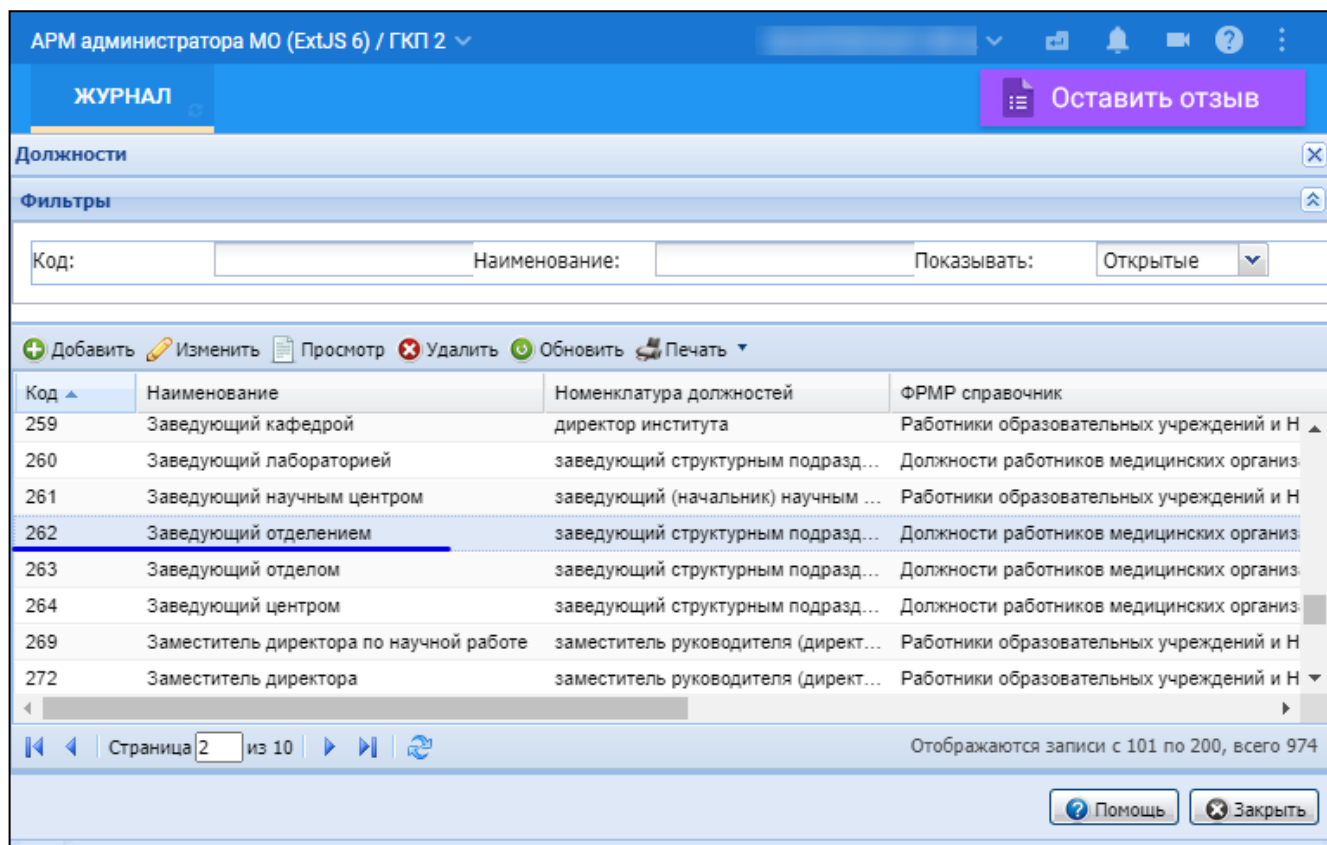 АРМ администратора МО (ExtJS 6) / ГКП 2
ЖУРНАЛ
Оставить отзыв
Должности
Фильтры
Код: Наименование: Показывать: Открытые
Добавить Изменить Просмотр Удалить Обновить Печать
Код Наименование Номенклатура должностей ФРМР справочник
259 Заведующий кафедрой директор института Работники образовательных учреждений и Н
260 Заведующий лабораторией заведующий структурным подразд... Должности работников медицинских организ
261 Заведующий научным центром заведующий (начальник) научным ... Работники образовательных учреждений и Н
262 Заведующий отделением заведующий структурным подразд... Должности работников медицинских организ
263 Заведующий отделом заведующий структурным подразд... Должности работников медицинских организ
264 Заведующий центром заведующий структурным подразд... Должности работников медицинских организ
269 Заместитель директора по научной работе заместитель руководителя (директ... Работники образовательных учреждений и Н
272 Заместитель директора заместитель руководителя (директ... Работники образовательных учреждений и Н
Страница 2 из 10 Отображаются записи с 101 по 200, всего 974
Помощь Закрыть